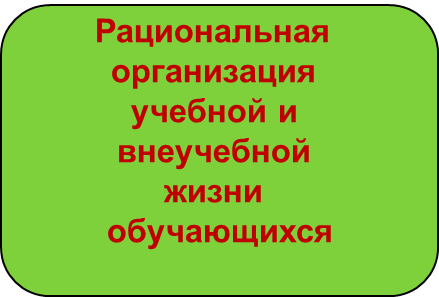 Рациональная
организация
учебной и
внеучебной
жизни
обучающихся